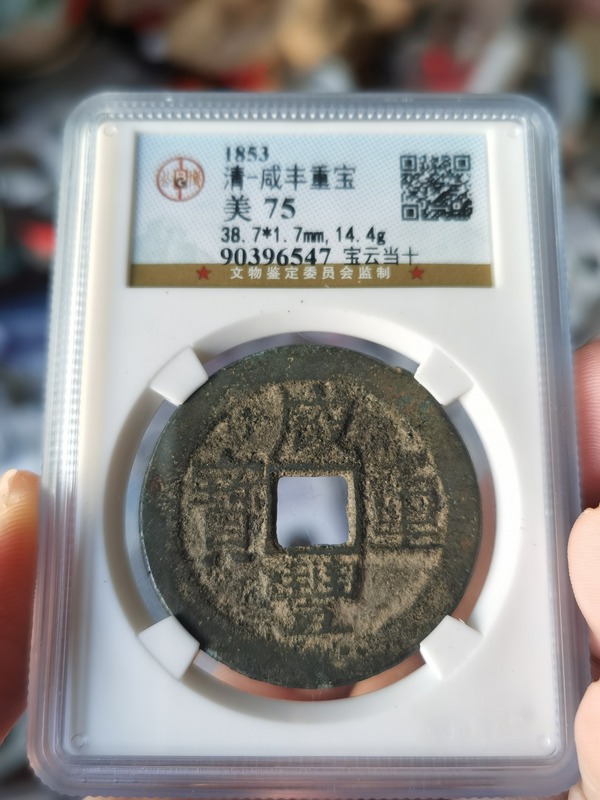 1853
清-咸丰重宝
美 75
38.7*1.7mm,14.4g
90396547 宝云当十
★ 文物鉴定委员会监制 ★
咸
寶 重
豐